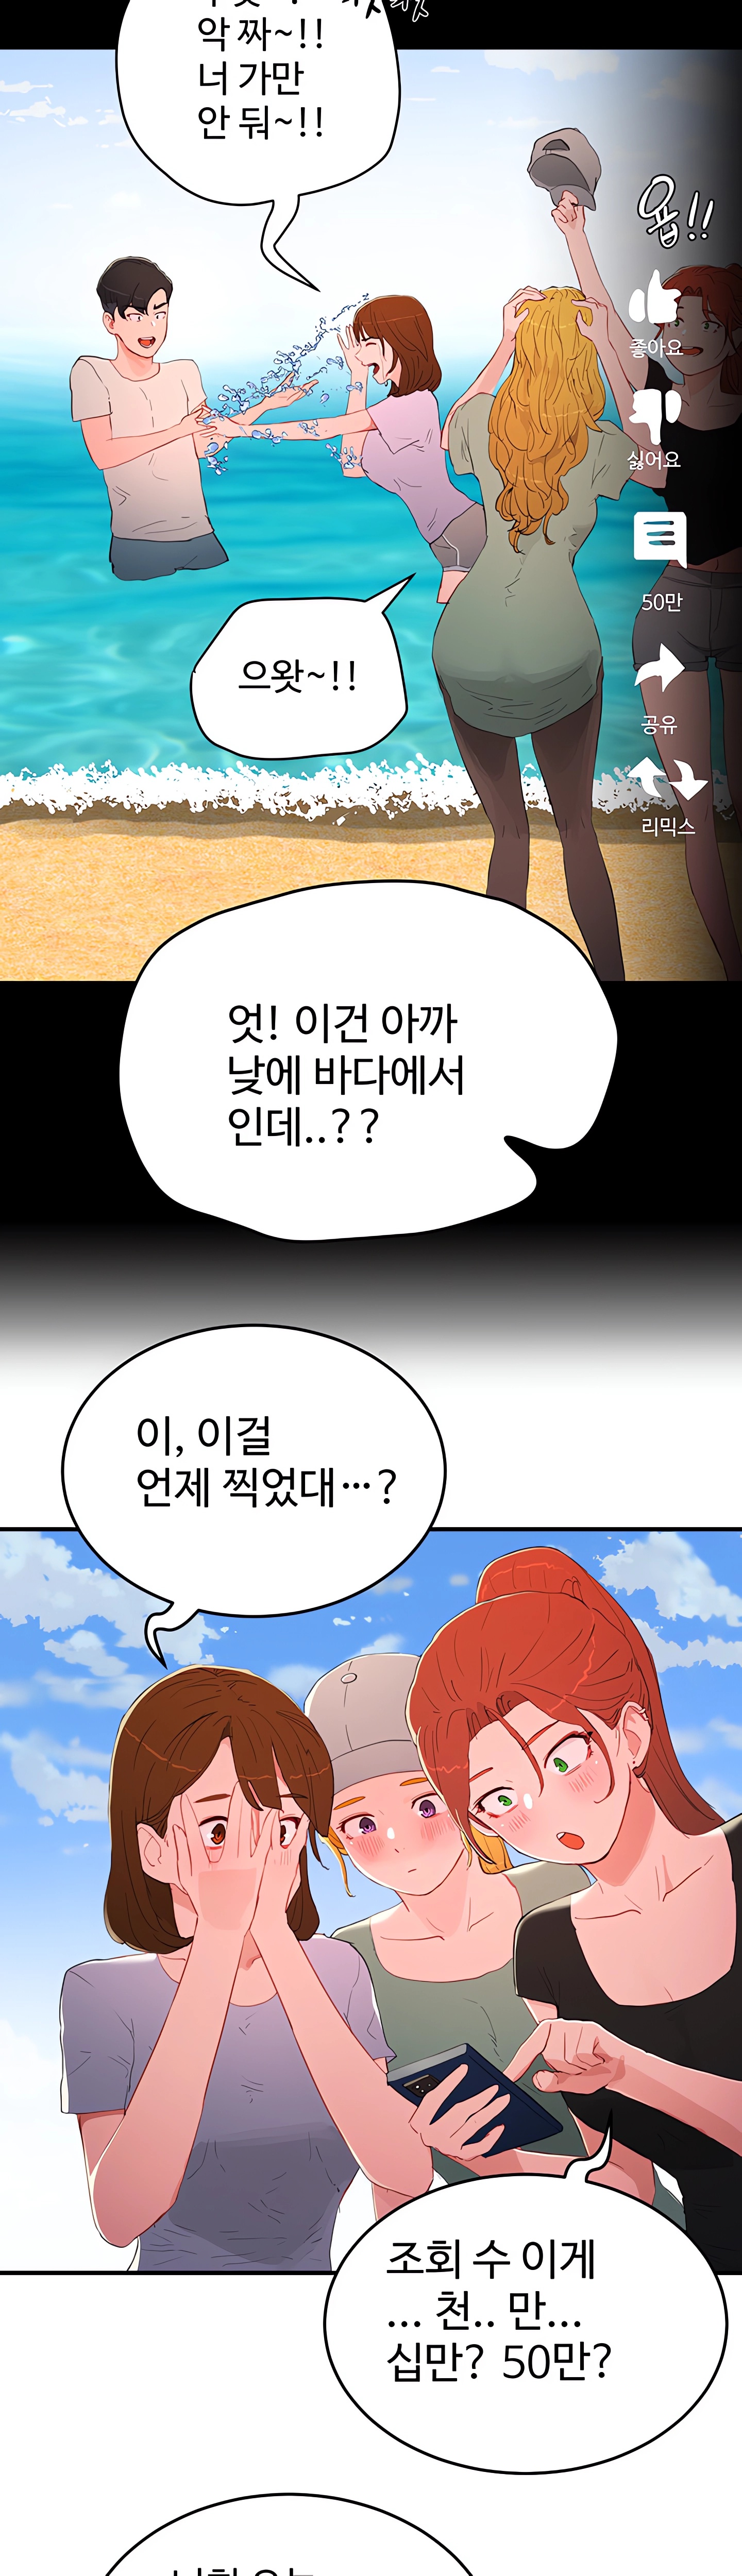 악 짜~!!
너 가만
안 둬~!!
욥!!
좋아요
싫어요
50만
으왓~!!
공유
리믹스
엇! 이건 아까
낮에 바다에서
인데..??
이, 이걸
언제 찍었대…?
조회 수 이게
... 천.. 만...
십만? 50만?